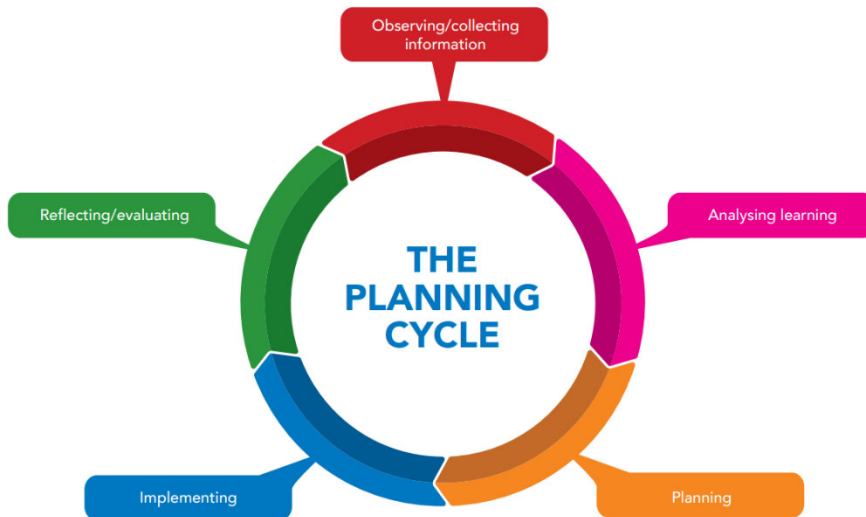 Observing/collecting
information
Reflecting/evaluating
Analysing learning
THE
PLANNING
CYCLE
Implementing
Planning